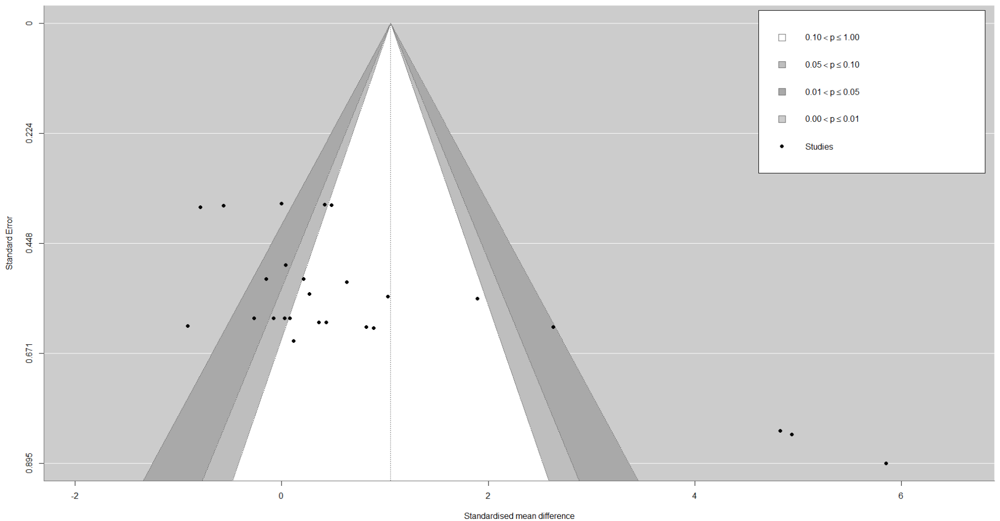 0.10 < p ≤ 1.00
0.05 < p ≤ 0.10
0.01 < p ≤ 0.05
0.00 < p ≤ 0.01
Studies
0
0.224
0.448
0.671
0.895
Standard Error
-2
0
2
4
6
Standardised mean difference